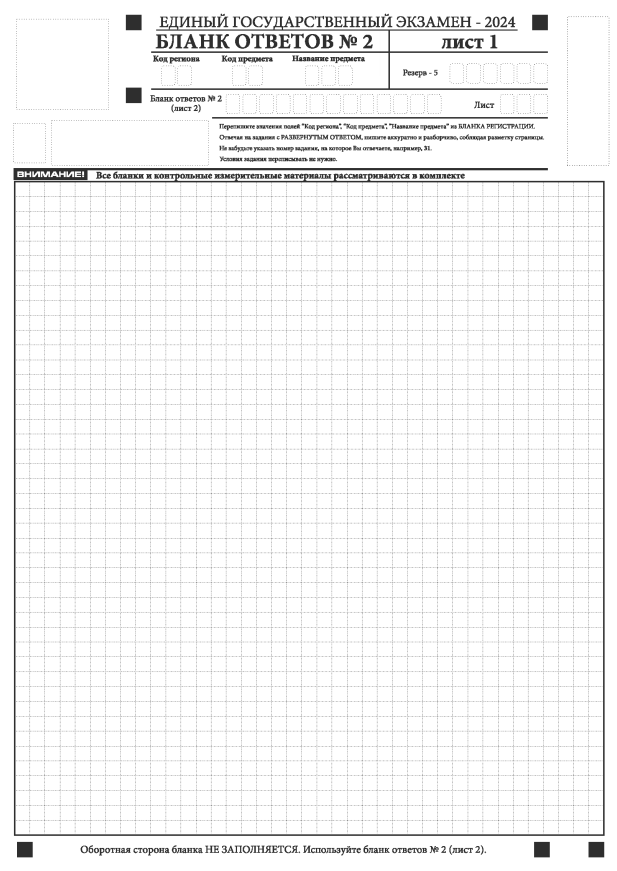 ЕДИНЫЙ ГОСУДАРСТВЕННЫЙ ЭКЗАМЕН - 2024
БЛАНК ОТВЕТОВ № 2 лист 1
Код региона Код предмета Название предмета
Резерв - 5
Бланк ответов № 2 Лист
(лист 2)
Перепишите значения полей "Код региона", "Код предмета", "Название предмета" из БЛАНКА РЕГИСТРАЦИИ.
Отвечая на задания с РАЗВЕРНУТЫМ ОТВЕТОМ, пишите аккуратно и разборчиво, соблюдая разметку страницы.
Не забудьте указать номер задания, на которое Вы отвечаете, например, 31.
Условия задания переписывать не нужно.
ВНИМАНИЕ! Все бланки и контрольные измерительные материалы рассматриваются в комплекте
Оборотная сторона бланка НЕ ЗАПОЛНЯЕТСЯ. Используйте бланк ответов № 2 (лист 2).